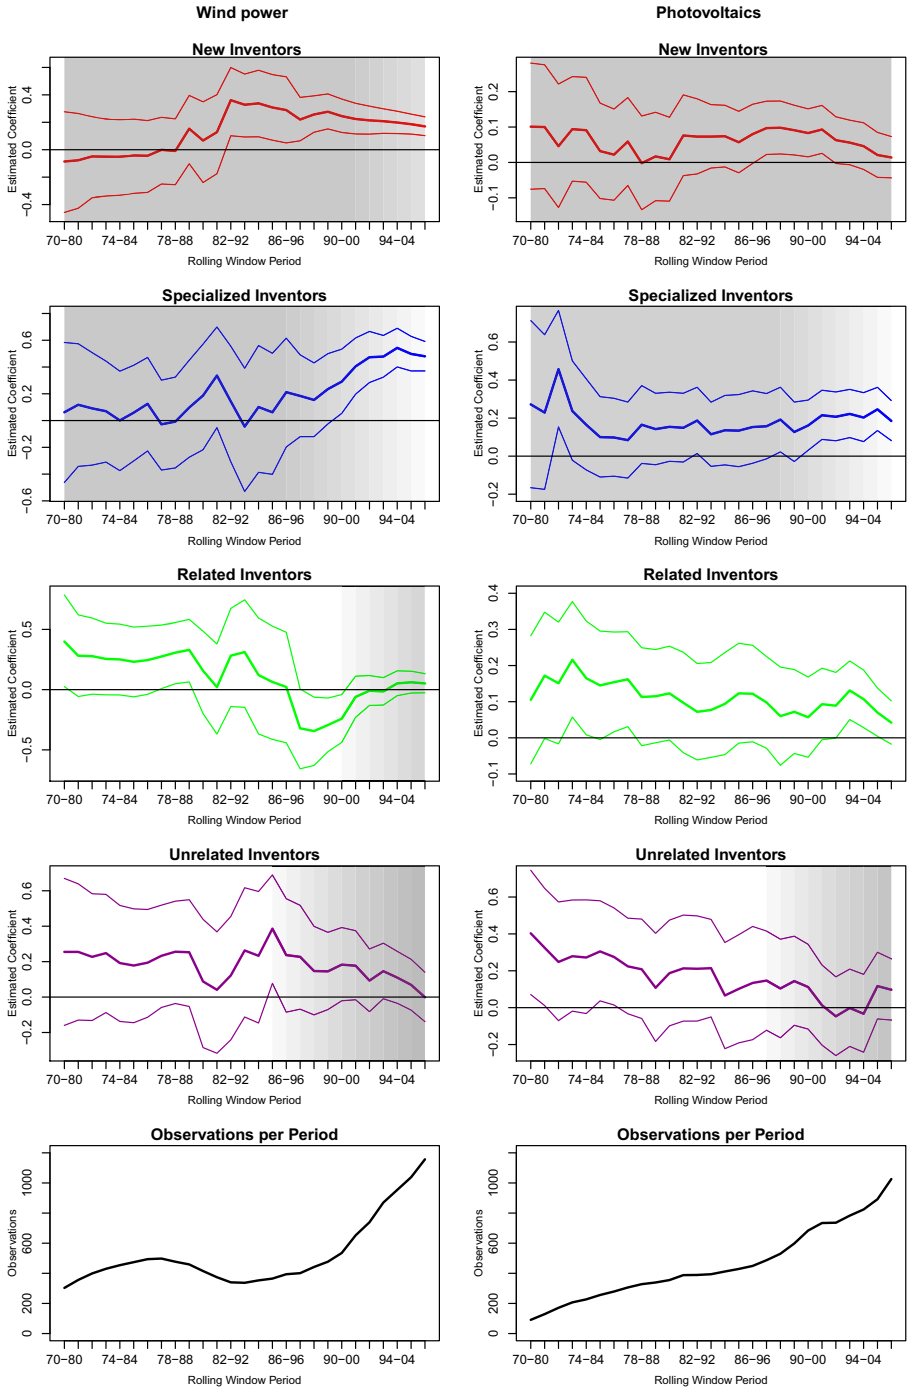 Wind power
Photovoltaics
New Inventors
Estimated Coefficient
−0.4 0.0 0.4
70−80 74−84 78−88 82−92 86−96 90−00 94−04
Rolling Window Period
New Inventors
Estimated Coefficient
−0.1 0.0 0.1 0.2
70−80 74−84 78−88 82−92 86−96 90−00 94−04
Rolling Window Period
Specialized Inventors
Estimated Coefficient
−0.6 −0.2 0.2 0.6
70−80 74−84 78−88 82−92 86−96 90−00 94−04
Rolling Window Period
Specialized Inventors
Estimated Coefficient
−0.2 0.0 0.2 0.4 0.6
70−80 74−84 78−88 82−92 86−96 90−00 94−04
Rolling Window Period
Related Inventors
Estimated Coefficient
−0.5 0.0 0.5
70−80 74−84 78−88 82−92 86−96 90−00 94−04
Rolling Window Period
Related Inventors
Estimated Coefficient
−0.1 0.0 0.1 0.2 0.3 0.4
70−80 74−84 78−88 82−92 86−96 90−00 94−04
Rolling Window Period
Unrelated Inventors
Estimated Coefficient
−0.2 0.0 0.2 0.4 0.6
70−80 74−84 78−88 82−92 86−96 90−00 94−04
Rolling Window Period
Unrelated Inventors
Estimated Coefficient
−0.2 0.0 0.2 0.4 0.6
70−80 74−84 78−88 82−92 86−96 90−00 94−04
Rolling Window Period
Observations per Period
Observations
0 200 600 1000
70−80 74−84 78−88 82−92 86−96 90−00 94−04
Rolling Window Period
Observations per Period
Observations
0 200 600 1000
70−80 74−84 78−88 82−92 86−96 90−00 94−04
Rolling Window Period